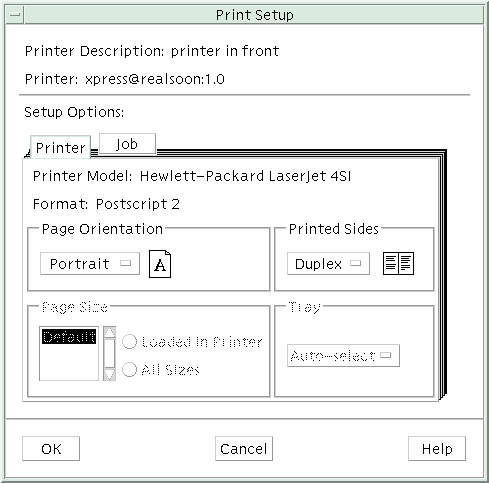 Print Setup
Printer Description: printer in front
Printer: xpress@realsoon:1.0
Setup Options:
Printer Job
Printer Model: Hewlett-Packard LaserJet 4SI
Format: Postscript 2
Page Orientation Printed Sides
Portrait A Duplex
Page Size Tray
Default Loaded In Printer
Auto-select
All Sizes
OK Cancel Help